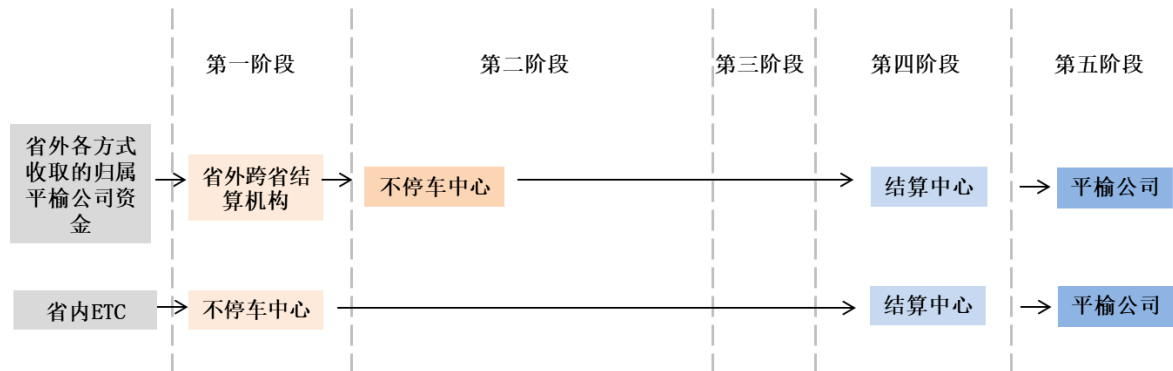 第一阶段
第二阶段
第三阶段
第四阶段
第五阶段
省外各方式
收取的归属
平榆公司资
金
省外跨省结
算机构
不停车中心
结算中心
平榆公司
省内ETC
不停车中心
结算中心
平榆公司